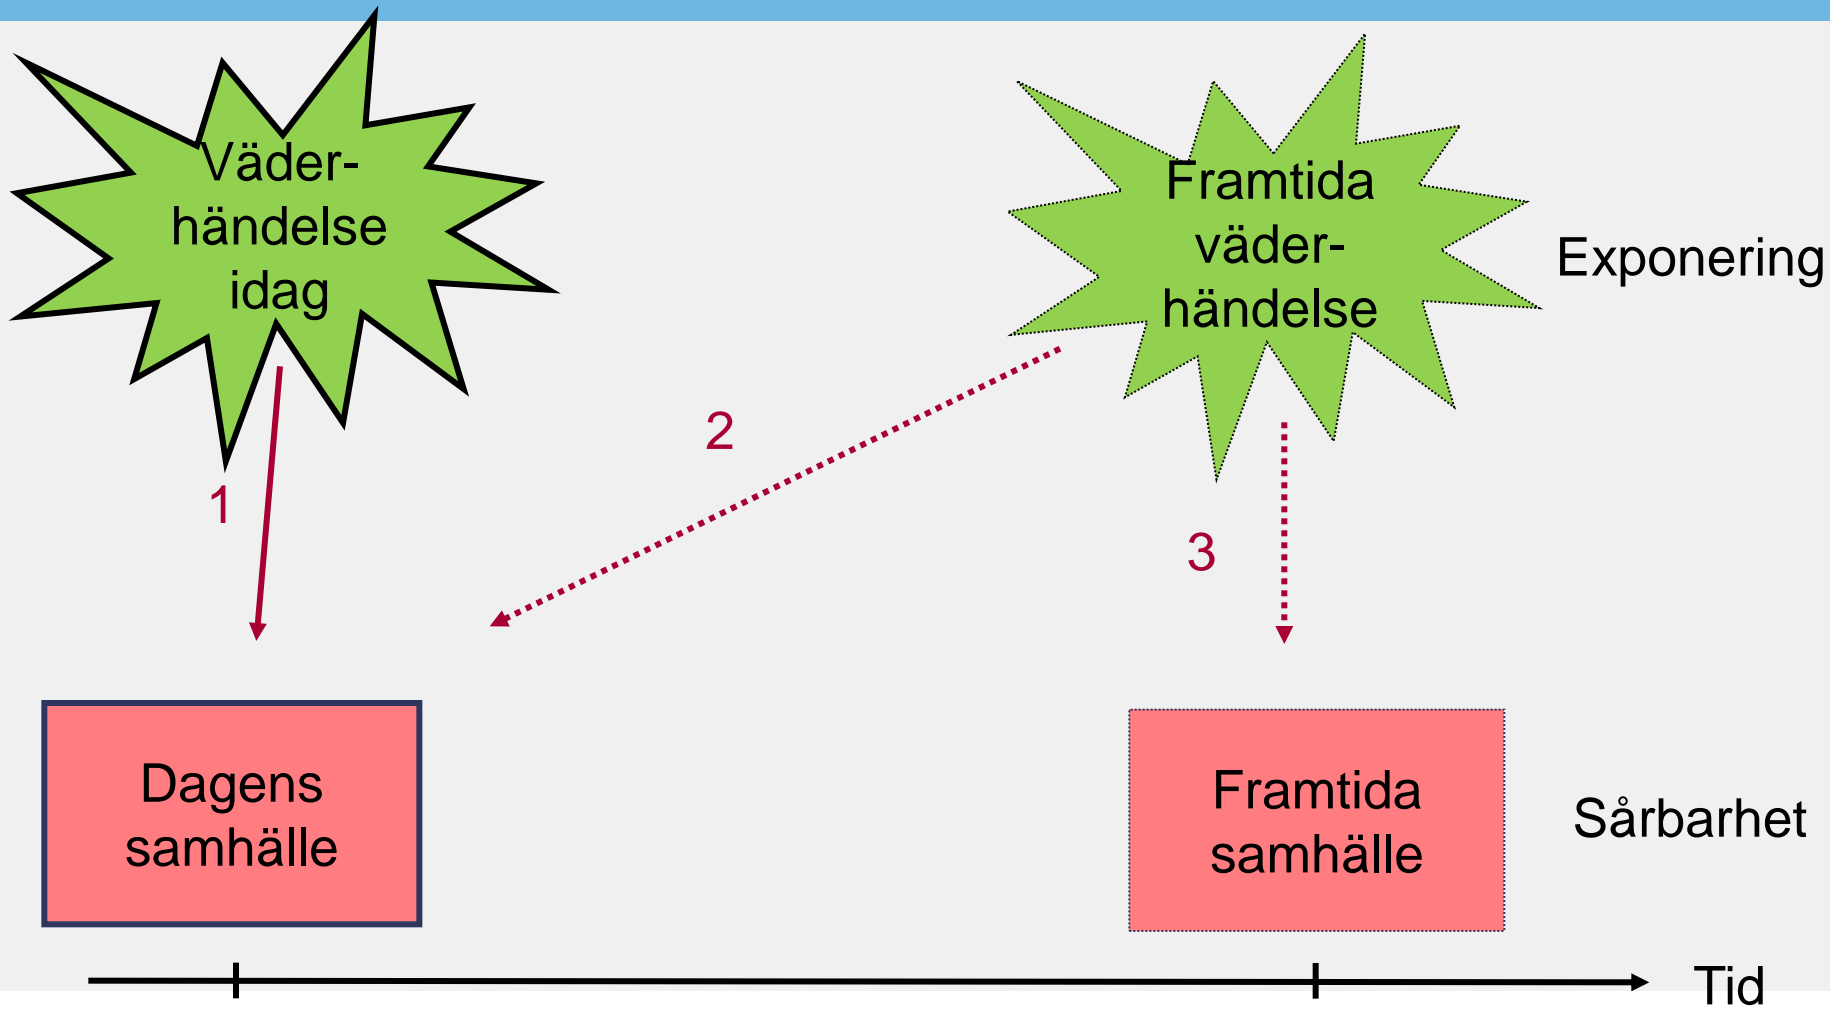 Väder-
händelse
idag
Framtida
väder-
händelse
Exponering
1
2
3
Dagens
samhälle
Framtida
samhälle
Sårbarhet
Tid